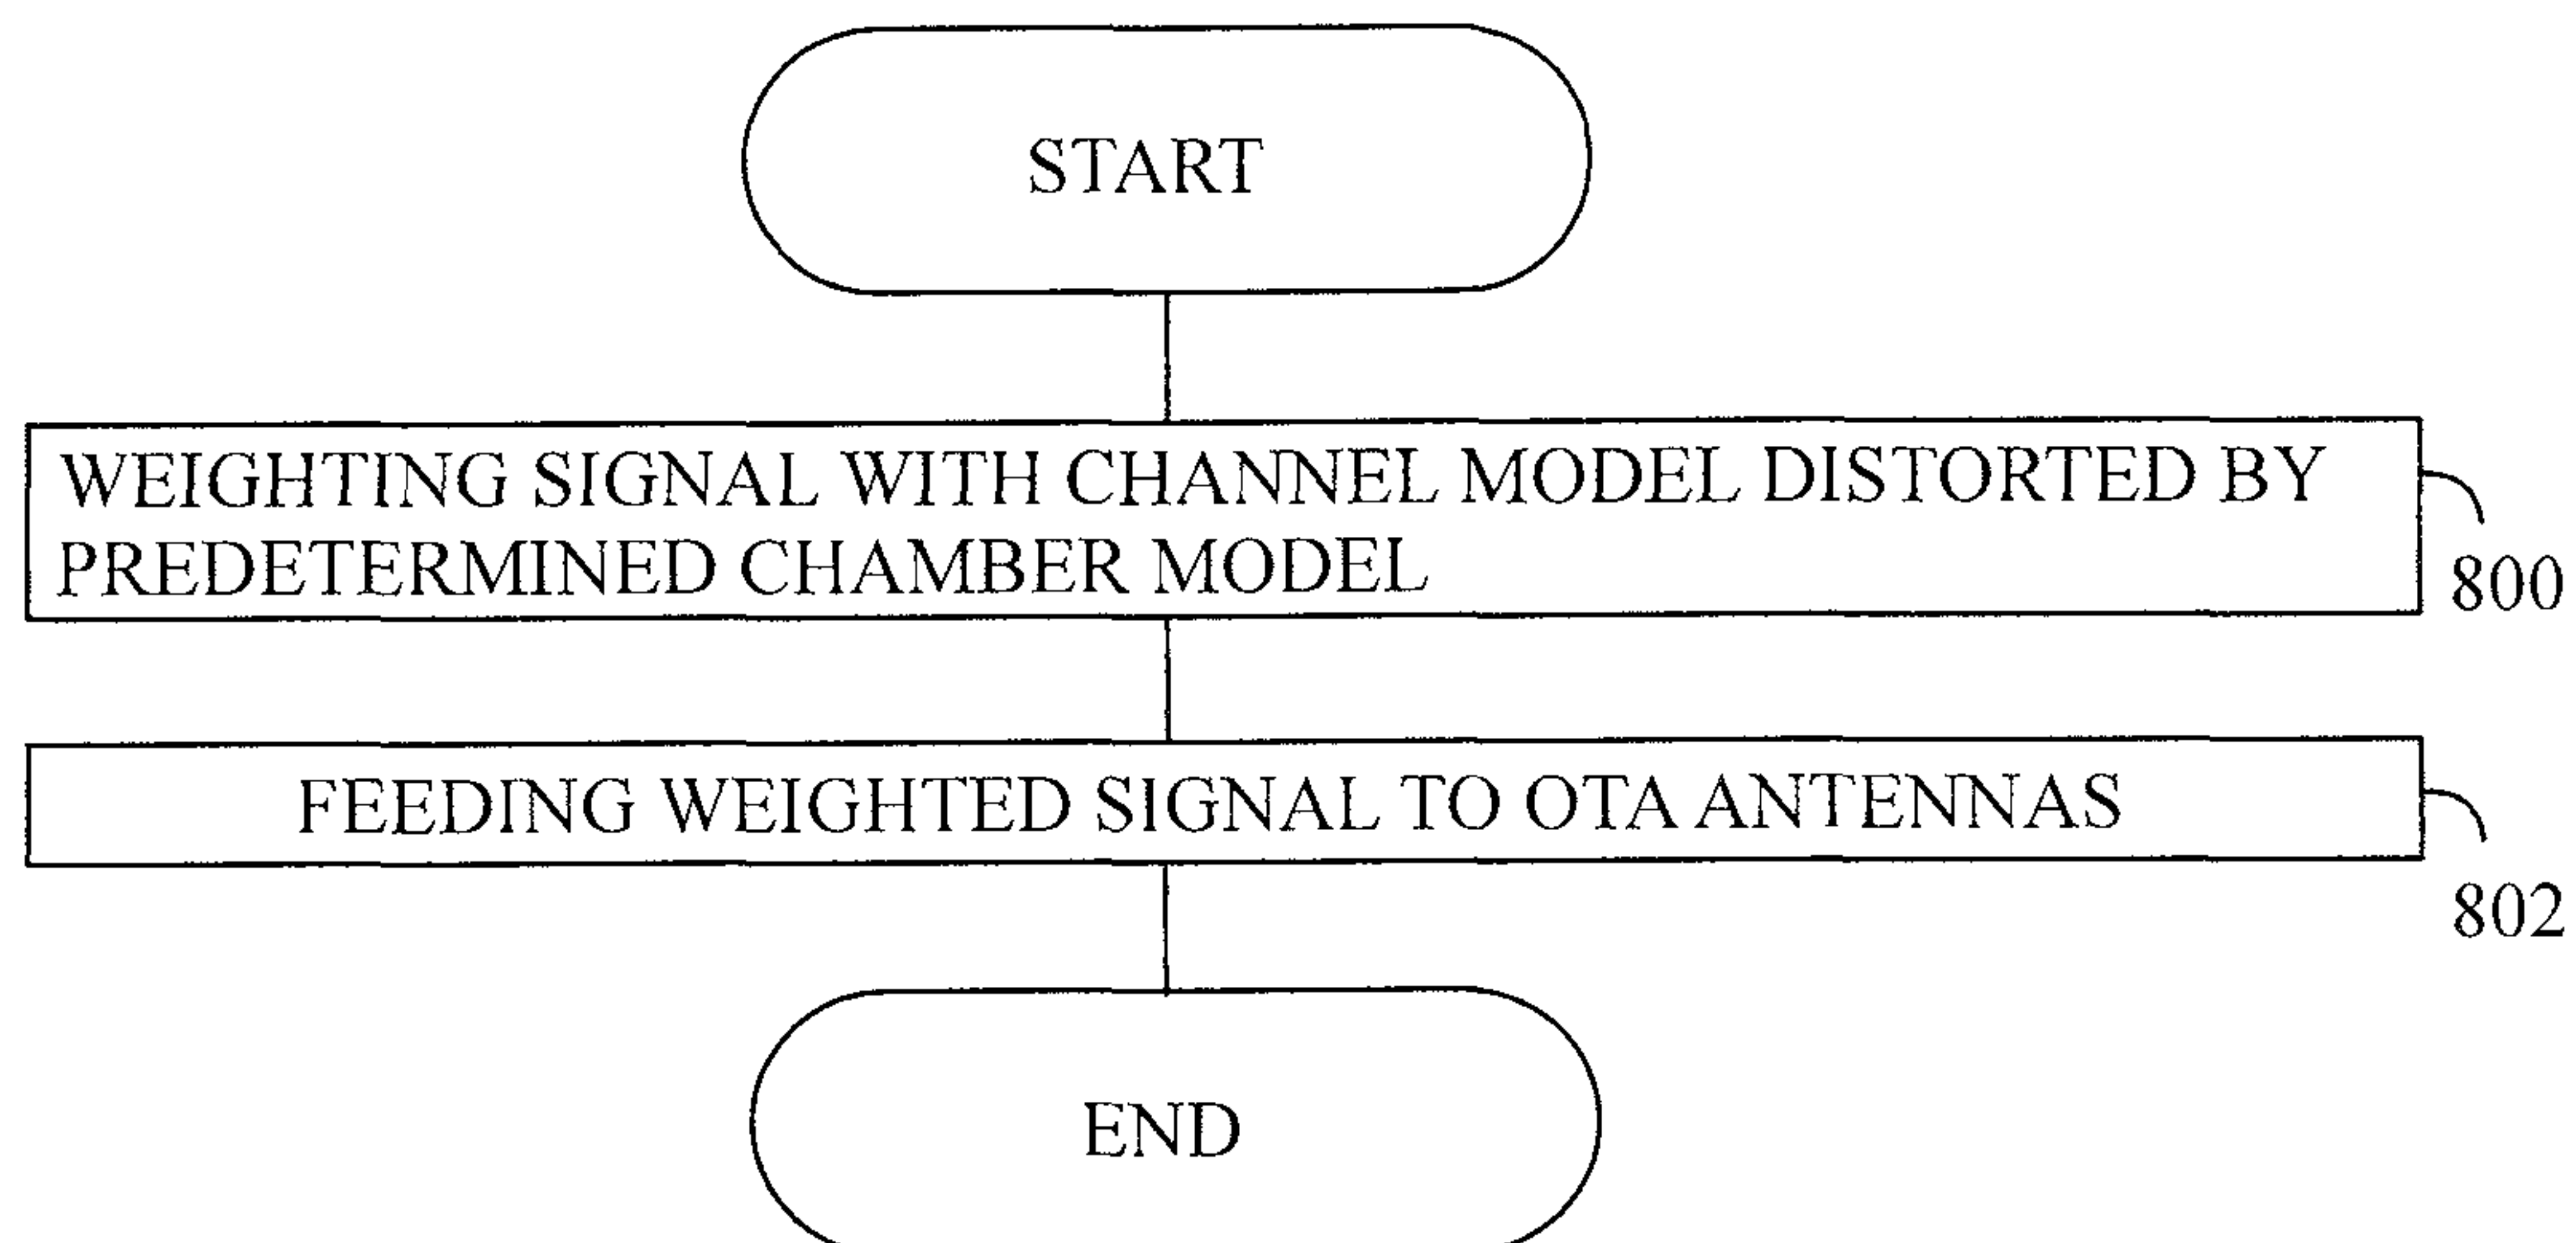 START
WEIGHTING SIGNAL WITH CHANNEL MODEL DISTORTED BY
PREDETERMINED CHAMBER MODEL
800
FEEDING WEIGHTED SIGNAL TO OTA ANTENNAS
802
END